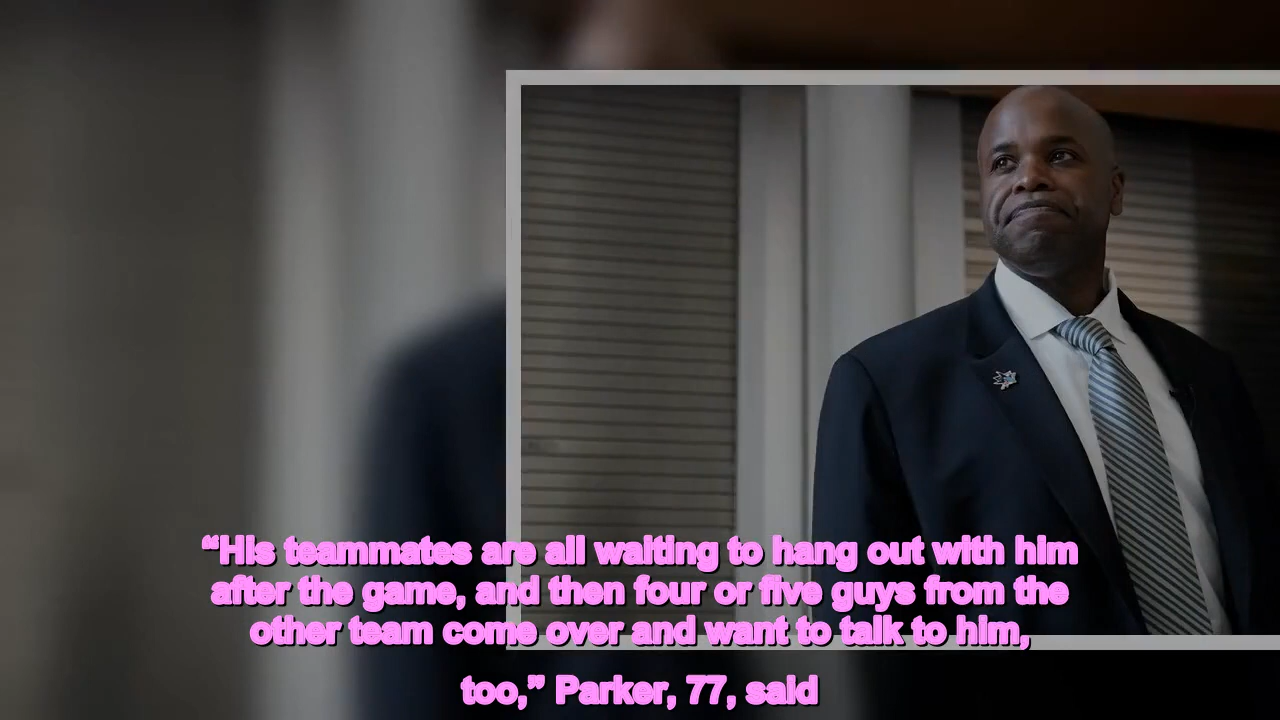 “His teammates are all waiting to hang out with him
after the game, and then four or five guys from the
other team come over and want to talk to him,
too,” Parker, 77, said